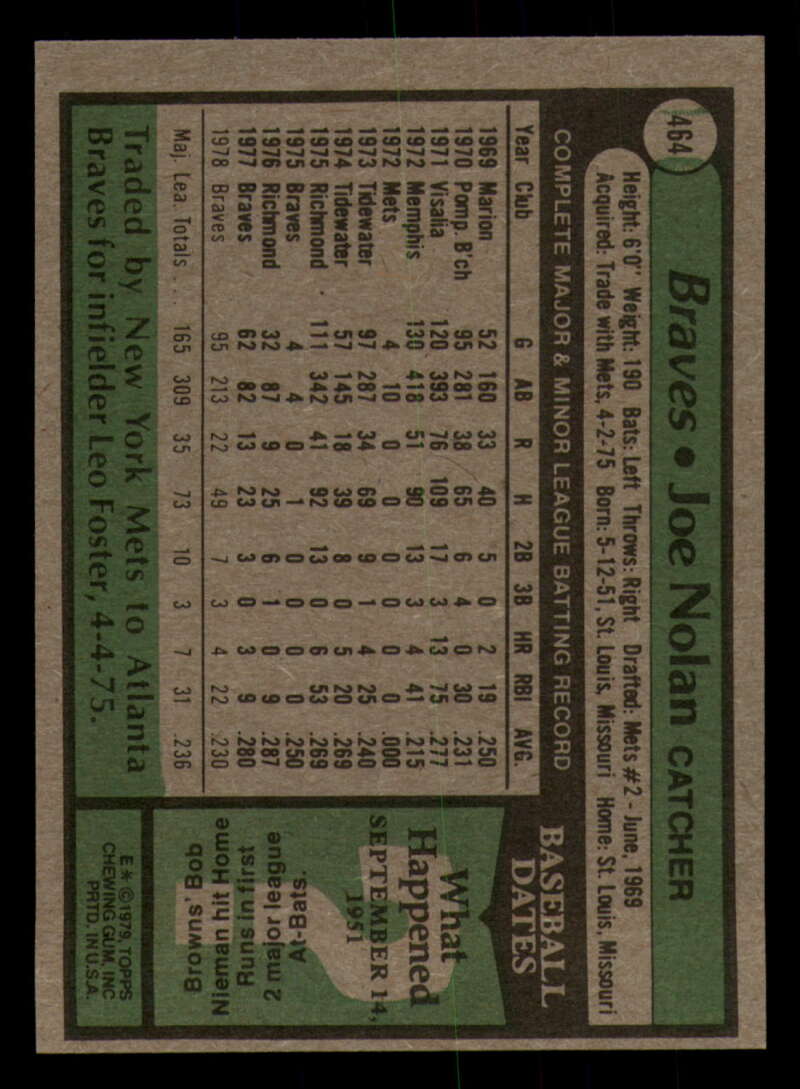 464
Braves • Joe Nolan CATCHER
Height: 6'0" Weight: 190 Bats: Left Throws: Right Drafted: Mets #2 - June, 1969
Acquired: Trade with Mets, 4-2-75 Born: 5-12-51, St. Louis, Missouri Home: St. Louis, Missouri
COMPLETE MAJOR & MINOR LEAGUE BATTING RECORD
Year Club G AB R H 2B 3B HR RBI AVG.
1969 Marion 52 160 33 40 5 0 2 19 .250
1970 Pomp. B'ch 95 281 38 65 6 4 0 30 .231
1971 Visalia 120 393 76 109 17 3 13 75 .277
1972 Memphis 130 418 51 90 13 3 4 41 .215
1972 Mets 4 10 0 0 0 0 0 0 .000
1973 Tidewater 97 287 34 69 9 1 4 25 .240
1974 Tidewater 57 145 18 39 8 0 5 20 .269
1975 Richmond 111 342 41 92 13 0 6 53 .269
1975 Braves 4 4 0 1 0 0 0 0 .250
1976 Richmond 32 87 9 25 6 1 0 9 .287
1977 Braves 62 82 13 23 3 0 3 9 .280
1978 Braves 95 213 22 49 7 3 4 22 .230
Maj. Lea. Totals . . . 165 309 35 73 10 3 7 31 .236
Traded by New York Mets to Atlanta
Braves for infielder Leo Foster, 4-4-75.
BASEBALL
DATES
What
Happened
SEPTEMBER 14,
1951
?
Browns' Bob
Nieman hit Home
Runs in first
2 major league
At-Bats.
E * ©1979, TOPPS
CHEWING GUM, INC
PRTD. IN U.S.A.